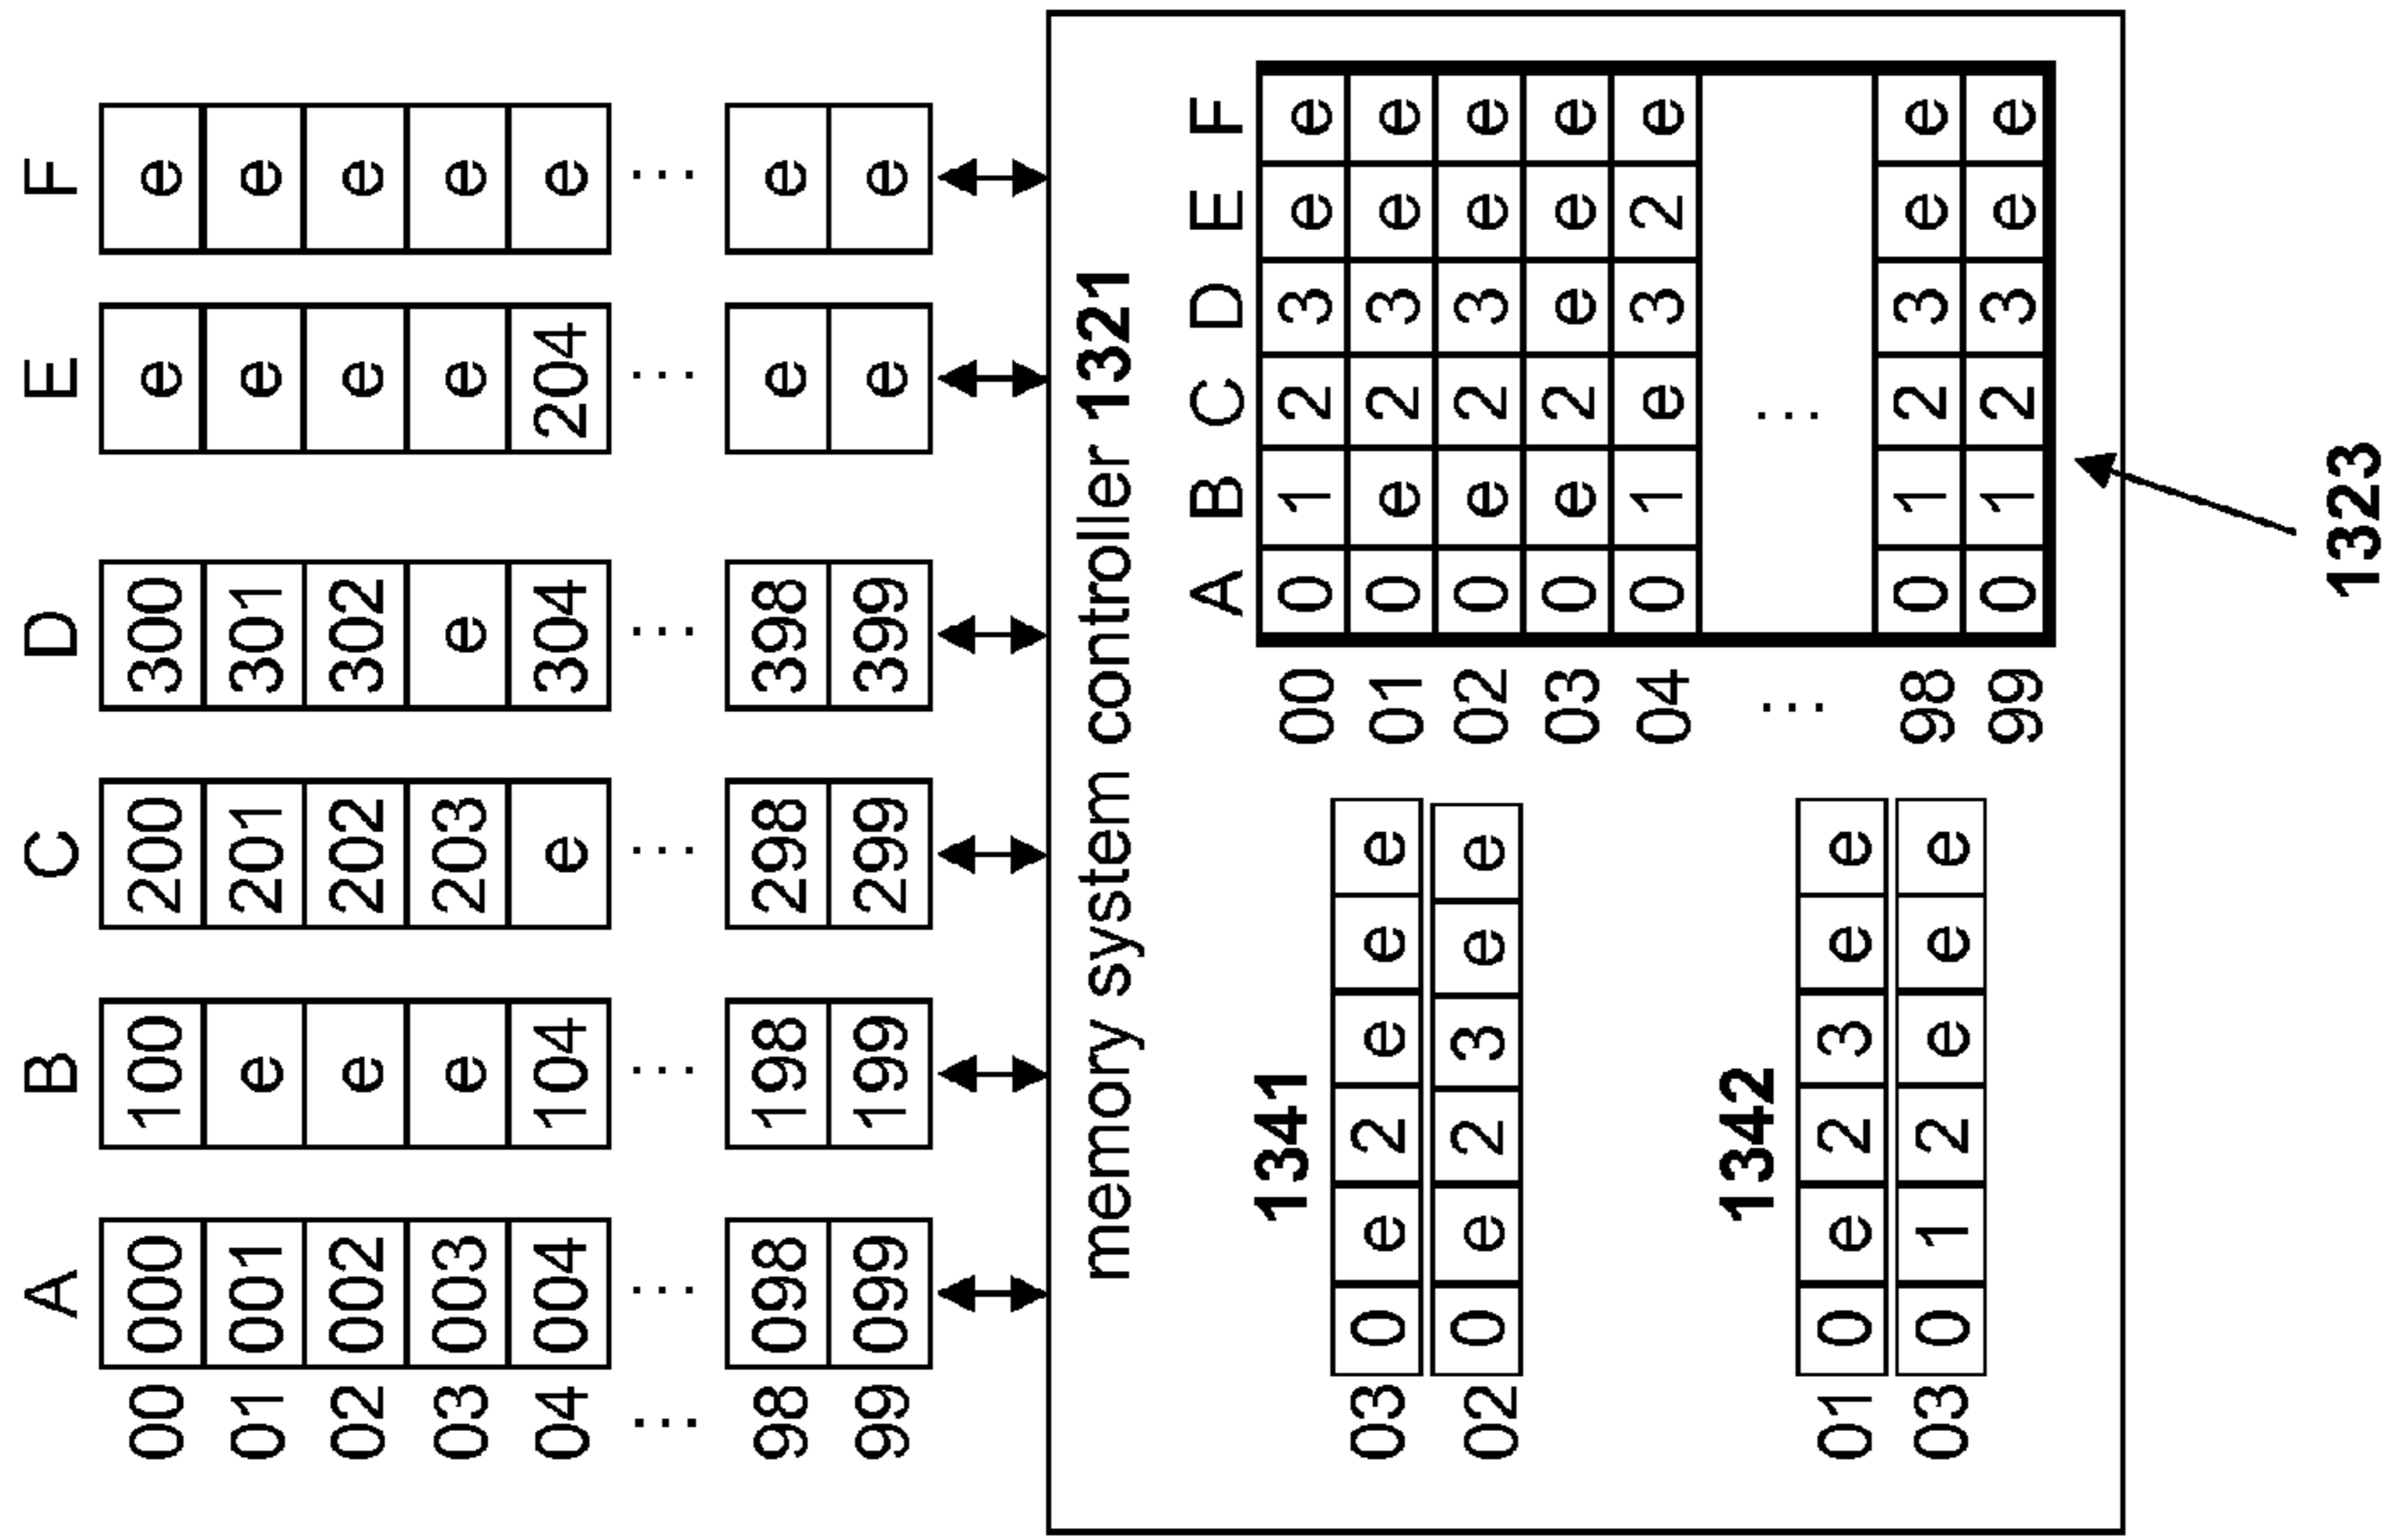 A B C D E F
00 000 100 200 300 e e
01 001 e 201 301 e e
02 002 e 202 302 e e
03 003 e 203 e e e
04 004 104 e 304 204 e
... ... ... ... ... ... ...
98 098 198 298 398 e e
99 099 199 299 399 e e
memory system controller 1321
1341
03 0 e 2 e e e
02 0 e 2 3 e e
1342
01 0 e 2 3 e e
03 0 1 2 e e e
A B C D E F
00 0 1 2 3 e e
01 0 e 2 3 e e
02 0 e 2 3 e e
03 0 e 2 e e e
04 0 1 e 3 2 e
... ...
98 0 1 2 3 e e
99 0 1 2 3 e e
1323